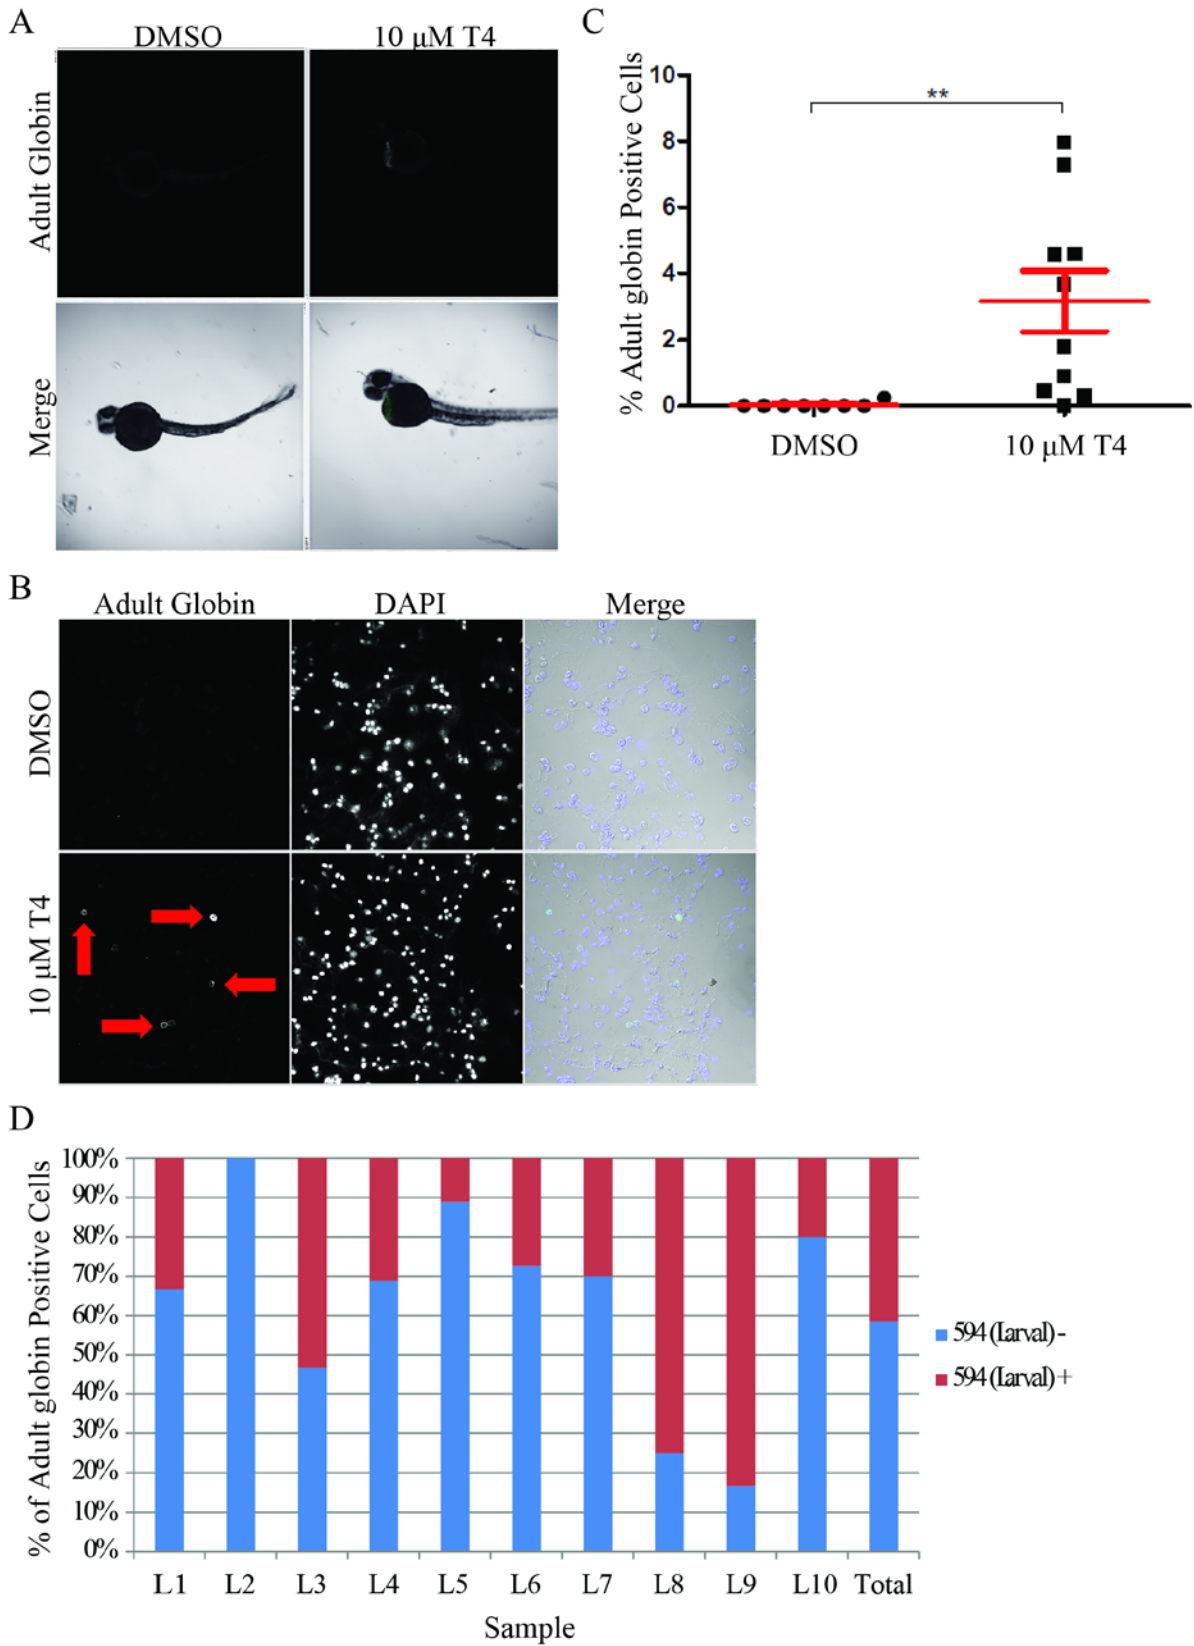 A
DMSO
10 µM T4
Adult Globin
Merge
C
% Adult globin Positive Cells
10
8
6
4
2
0
**
DMSO
10 µM T4
B
Adult Globin
DAPI
Merge
DMSO
10 µM T4
D
% of Adult globin Positive Cells
100%
90%
80%
70%
60%
50%
40%
30%
20%
10%
0%
L1 L2 L3 L4 L5 L6 L7 L8 L9 L10 Total
Sample
594 (Larval) -
594 (Larval) +